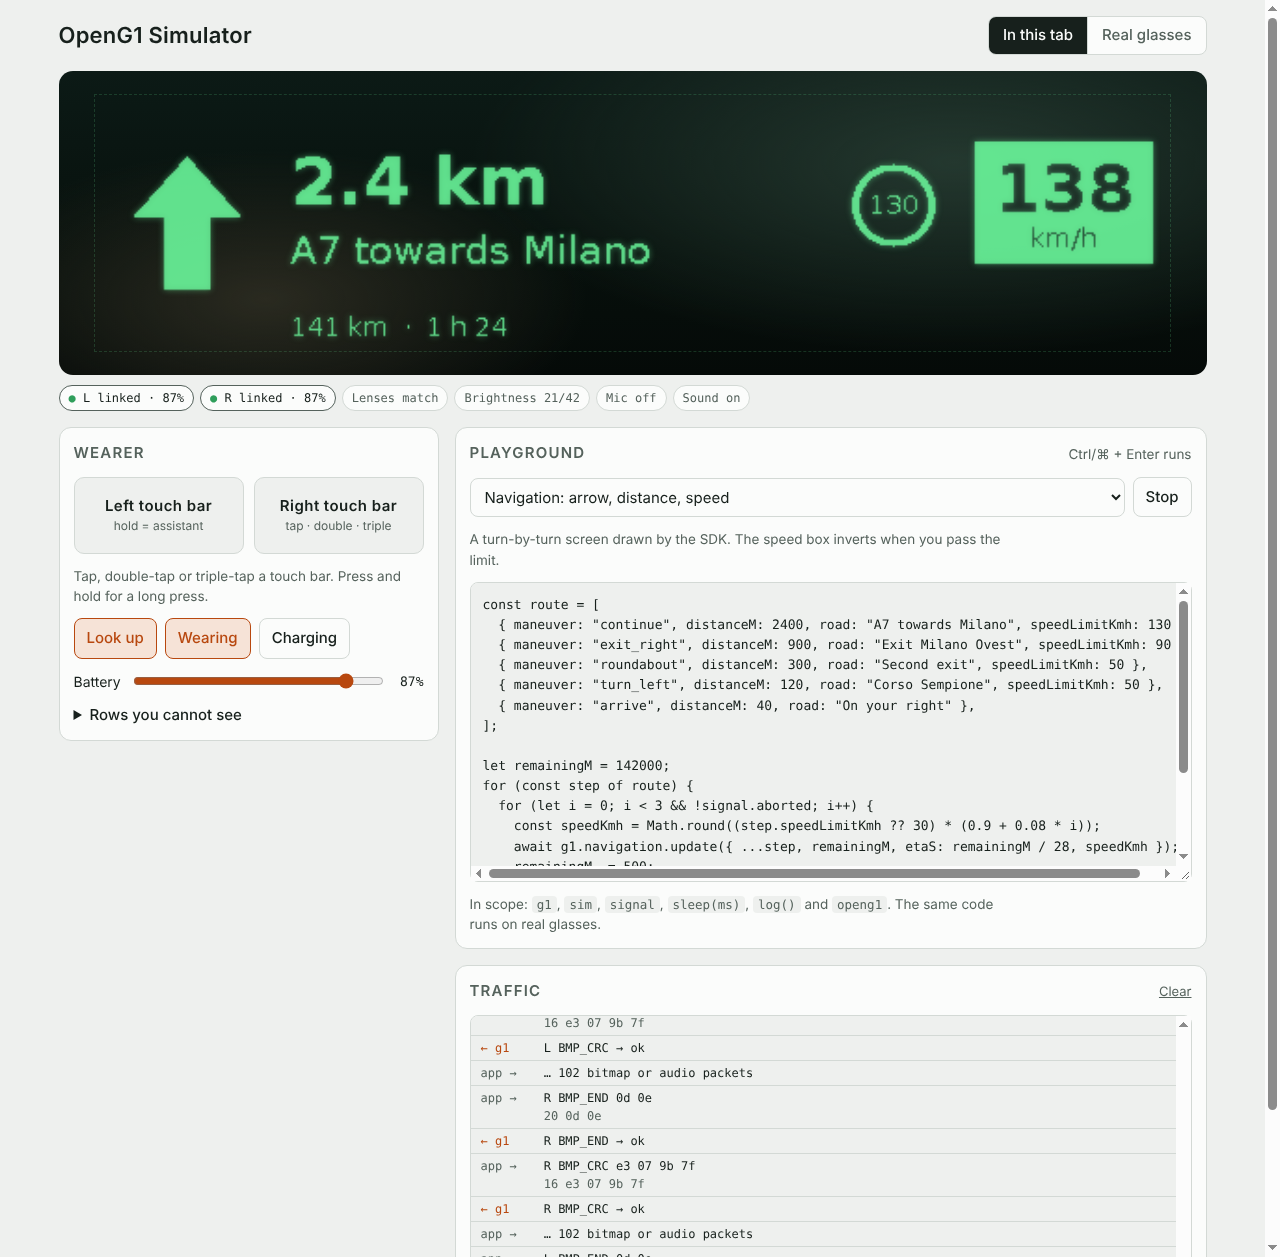 OpenG1 Simulator
In this tab
Real glasses
2.4 km
A7 towards Milano
141 km · 1 h 24
130
138
km/h
● L linked · 87%
● R linked · 87%
Lenses match
Brightness 21/42
Mic off
Sound on
WEARER
Left touch bar
hold = assistant
Right touch bar
tap · double · triple
Tap, double-tap or triple-tap a touch bar. Press and
hold for a long press.
Look up
Wearing
Charging
Battery
87%
▶ Rows you cannot see
PLAYGROUND
Ctrl/⌘ + Enter runs
Navigation: arrow, distance, speed
Stop
A turn-by-turn screen drawn by the SDK. The speed box inverts when you pass the
limit.
const route = [
{ maneuver: "continue", distanceM: 2400, road: "A7 towards Milano", speedLimitKmh: 130
{ maneuver: "exit_right", distanceM: 900, road: "Exit Milano Ovest", speedLimitKmh: 90
{ maneuver: "roundabout", distanceM: 300, road: "Second exit", speedLimitKmh: 50 },
{ maneuver: "turn_left", distanceM: 120, road: "Corso Sempione", speedLimitKmh: 50 },
{ maneuver: "arrive", distanceM: 40, road: "On your right" },
];
let remainingM = 142000;
for (const step of route) {
for (let i = 0; i < 3 && !signal.aborted; i++) {
const speedKmh = Math.round((step.speedLimitKmh ?? 30) * (0.9 + 0.08 * i));
await g1.navigation.update({ ...step, remainingM, etaS: remainingM / 28, speedKmh });
In scope: g1, sim, signal, sleep(ms), log() and openg1. The same code
runs on real glasses.
TRAFFIC
Clear
16 e3 07 9b 7f
← g1 L BMP_CRC → ok
app → … 102 bitmap or audio packets
app → R BMP_END 0d 0e
20 0d 0e
← g1 R BMP_END → ok
app → R BMP_CRC e3 07 9b 7f
16 e3 07 9b 7f
← g1 R BMP_CRC → ok
app → … 102 bitmap or audio packets